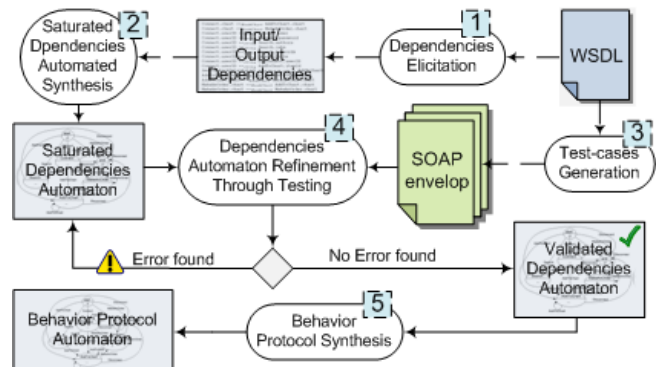 Saturated
Dpendencies
Automated
Synthesis
2
Input/
Output
Dependencies
1
Dependencies
Elicitation
WSDL
Saturated
Dependencies
Automaton
4
Dependencies
Automaton Refinement
Through Testing
SOAP
envelop
3
Test-cases
Generation
Error found
No Error found
Validated
Dependencies
Automaton
Behavior Protocol
Automaton
5
Behavior
Protocol Synthesis